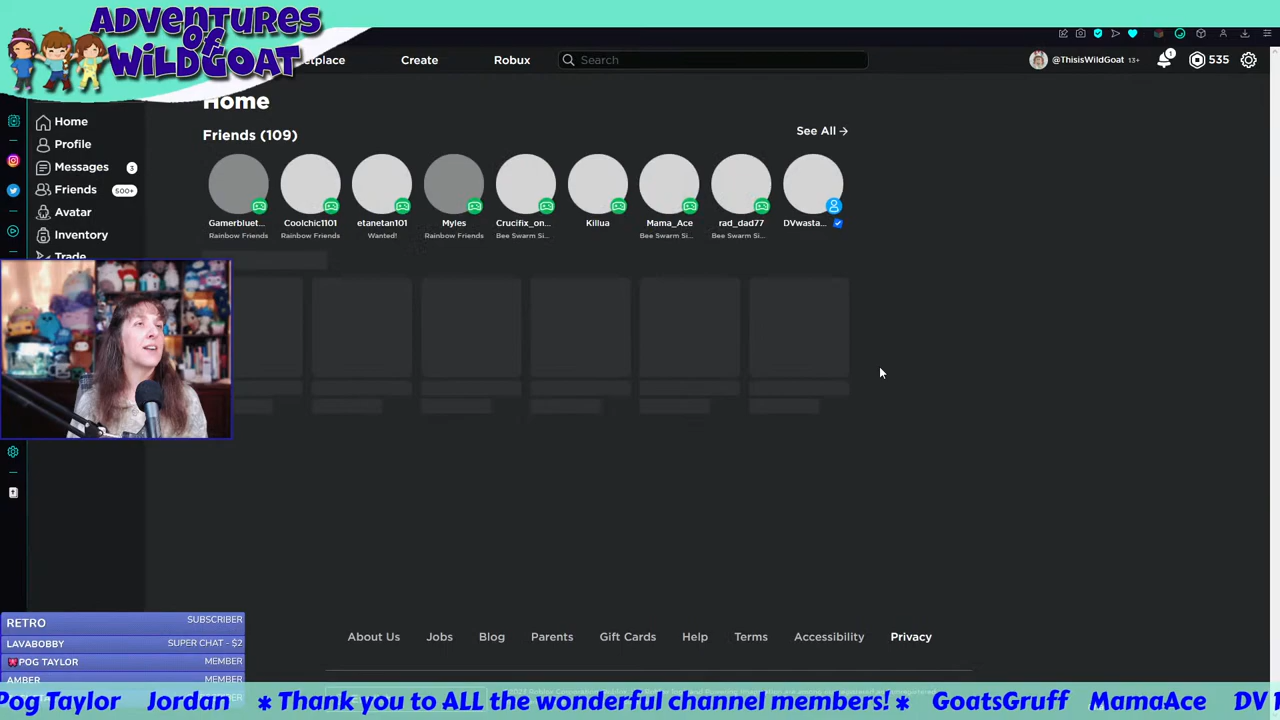 ADVENTURES
of
WILDGOAT
Create
Robux
Search
@ThisisWildGoat 13+
1
535
Home
Home
Profile
Messages 3
Friends 500+
Avatar
Inventory
Trade
Friends (109)
See All →
Gamerbluet... Coolchic1101 etanetan101 Myles Crucifix_on... Killua Mama_Ace rad_dad77 DVwasta...
Rainbow Friends Rainbow Friends Wanted! Rainbow Friends Bee Swarm Si... Bee Swarm Si... Bee Swarm Si...
About Us Jobs Blog Parents Gift Cards Help Terms Accessibility Privacy
RETRO SUBSCRIBER
LAVABOBBY SUPER CHAT - $2
POG TAYLOR MEMBER
AMBER MEMBER
Pog Taylor Jordan * Thank you to ALL the wonderful channel members! * GoatsGruff MamaAce DV